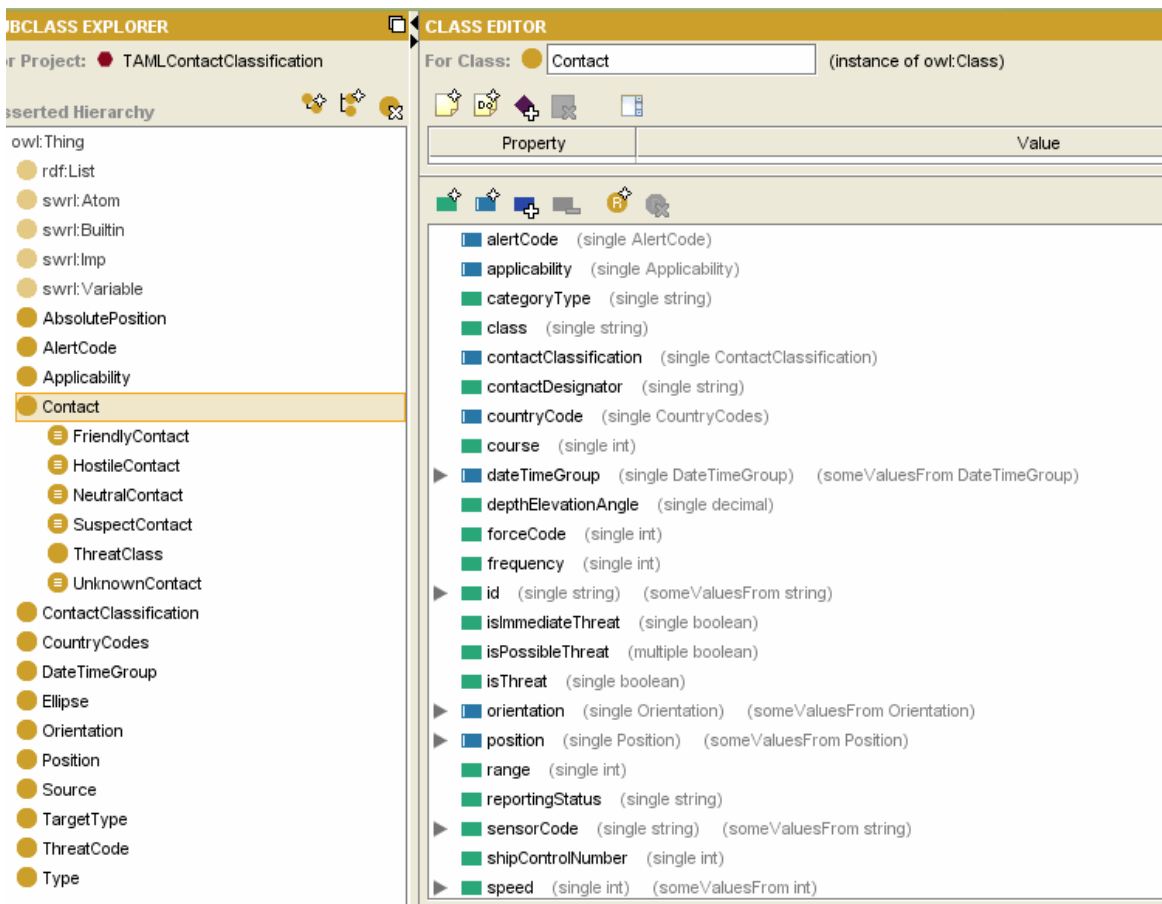 UBCLASS EXPLORER
r Project: TAMLContactClassification
sserted Hierarchy
owl:Thing
rdf:List
swrl:Atom
swrl:Builtin
swrl:Imp
swrl:Variable
AbsolutePosition
AlertCode
Applicability
Contact
FriendlyContact
HostileContact
NeutralContact
SuspectContact
ThreatClass
UnknownContact
ContactClassification
CountryCodes
DateTimeGroup
Ellipse
Orientation
Position
Source
TargetType
ThreatCode
Type
CLASS EDITOR
For Class: Contact (instance of owl:Class)
Property Value
alertCode (single AlertCode)
applicability (single Applicability)
categoryType (single string)
class (single string)
contactClassification (single ContactClassification)
contactDesignator (single string)
countryCode (single CountryCodes)
course (single int)
dateTimeGroup (single DateTimeGroup) (someValuesFrom DateTimeGroup)
depthElevationAngle (single decimal)
forceCode (single int)
frequency (single int)
id (single string) (someValuesFrom string)
isImmediateThreat (single boolean)
isPossibleThreat (multiple boolean)
isThreat (single boolean)
orientation (single Orientation) (someValuesFrom Orientation)
position (single Position) (someValuesFrom Position)
range (single int)
reportingStatus (single string)
sensorCode (single string) (someValuesFrom string)
shipControlNumber (single int)
speed (single int) (someValuesFrom int)